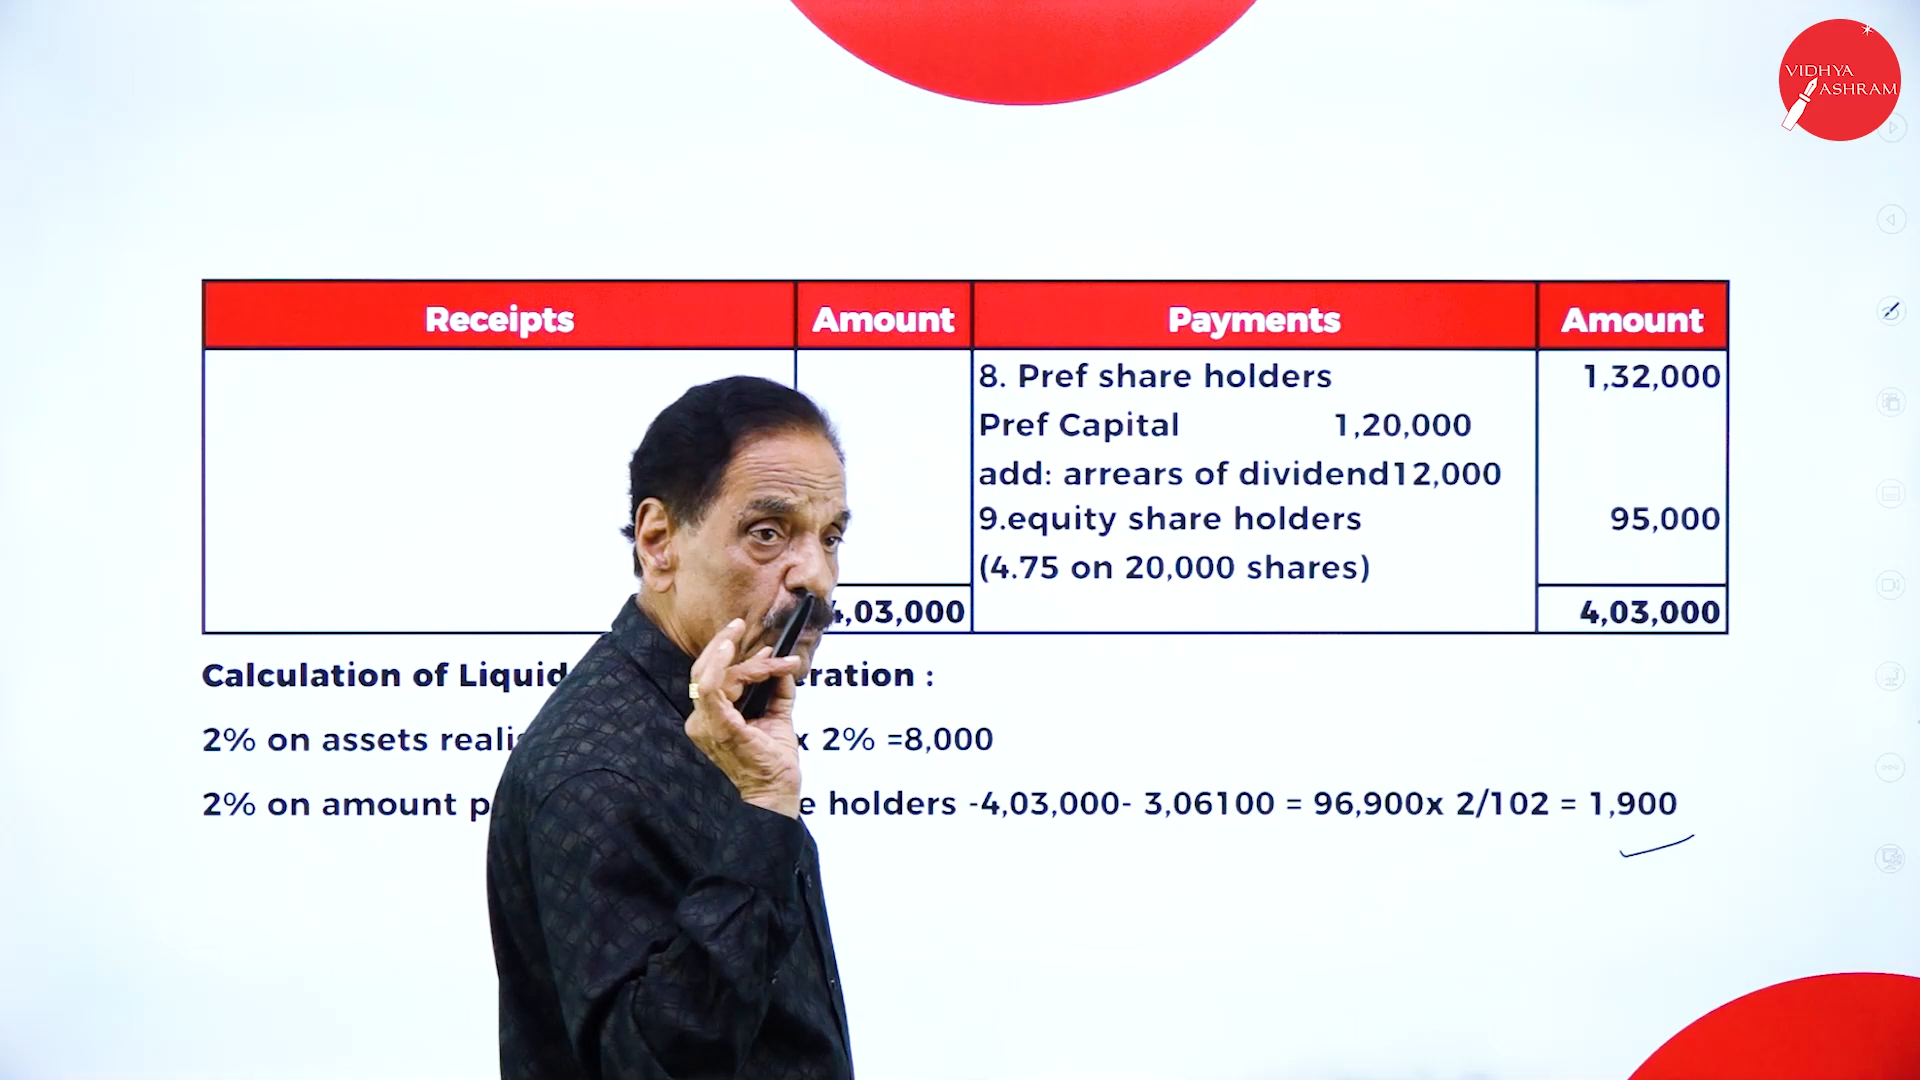 VIDHYA
ASHRAM
Receipts Amount Payments Amount
8. Pref share holders 1,32,000
Pref Capital 1,20,000
add: arrears of dividend12,000
9.equity share holders 95,000
(4.75 on 20,000 shares)
4,03,000 4,03,000
Calculation of :
2% on assets x 2% =8,000
2% on amount holders -4,03,000- 3,06100 = 96,900x 2/102 = 1,900